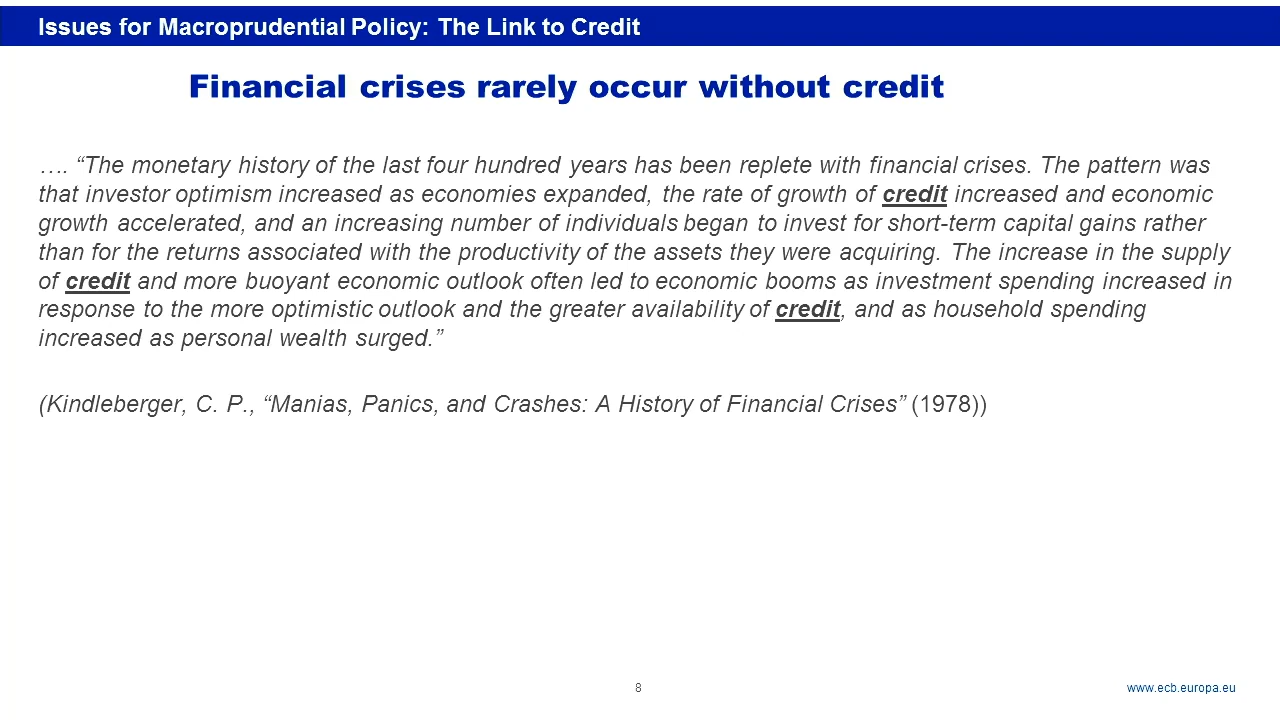 Issues for Macroprudential Policy: The Link to Credit
Financial crises rarely occur without credit
…. “The monetary history of the last four hundred years has been replete with financial crises. The pattern was
that investor optimism increased as economies expanded, the rate of growth of credit increased and economic
growth accelerated, and an increasing number of individuals began to invest for short-term capital gains rather
than for the returns associated with the productivity of the assets they were acquiring. The increase in the supply
of credit and more buoyant economic outlook often led to economic booms as investment spending increased in
response to the more optimistic outlook and the greater availability of credit, and as household spending
increased as personal wealth surged.”
(Kindleberger, C. P., “Manias, Panics, and Crashes: A History of Financial Crises” (1978))
8
www.ecb.europa.eu